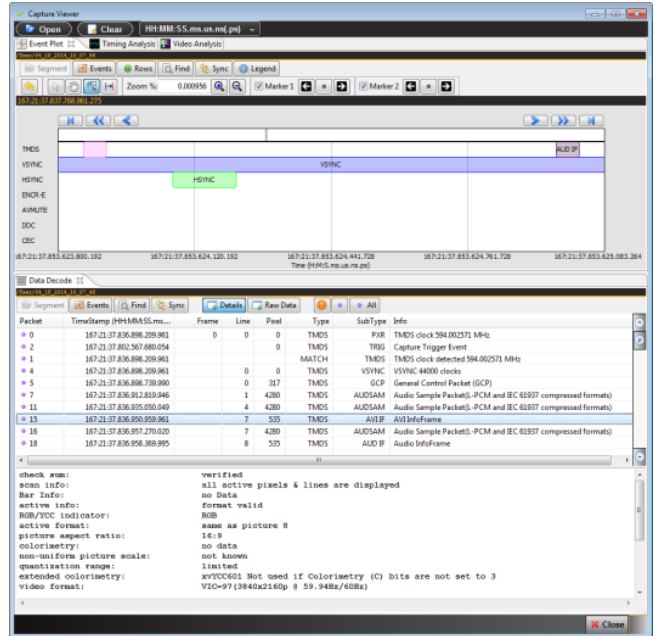 Capture Viewer
Open Clear HH:MM:SS.ms.us.ns(.ps)
Event Plot Timing Analysis Video Analysis
Segment Events Rows Find Sync Legend
Zoom %: 0.000956 Marker 1 Marker 2
167:21:37.837.768.961.275
TMDS AUD IF
VSYNC VSYNC
HSYNC HSYNC
ENCR-E
AVMUTE
DDC
CEC
167:21:37.853.623.800.192 167:21:37.853.624.120.192 167:21:37.853.624.441.728 167:21:37.853.624.761.728 167:21:37.853.625.083.264
Time (H:M:S.ms.us.ns.ps)
Data Decode
Segment Events Find Sync Details Raw Data All
Packet TimeStamp (HH:MM:SS.ms.... Frame Line Pixel Type SubType Info
0 167:21:37.836.898.209.961 0 0 0 TMDS PXR TMDS clock 594.002571 MHz
2 167:21:37.802.567.680.054 0 TMDS TRIG Capture Trigger Event
1 167:21:37.836.898.209.961 MATCH TMDS TMDS clock detected 594.002571 MHz
4 167:21:37.836.898.209.961 0 0 TMDS VSYNC VSYNC 44000 clocks
5 167:21:37.836.898.739.990 0 317 TMDS GCP General Control Packet (GCP)
7 167:21:37.836.912.819.946 1 4280 TMDS AUDSAM Audio Sample Packet(L-PCM and IEC 61937 compressed formats)
11 167:21:37.836.935.050.049 4 4280 TMDS AUDSAM Audio Sample Packet(L-PCM and IEC 61937 compressed formats)
15 167:21:37.836.950.959.961 7 535 TMDS AVI IF AVI InfoFrame
16 167:21:37.836.957.270.020 7 4280 TMDS AUDSAM Audio Sample Packet(L-PCM and IEC 61937 compressed formats)
18 167:21:37.836.958.369.995 8 535 TMDS AUD IF Audio InfoFrame
check sum: verified
scan info: all active pixels & lines are displayed
Bar Info: no Data
active info: format valid
RGB/YCC indicator: RGB
active format: same as picture 8
picture aspect ratio: 16:9
colorimetry: no data
non-uniform picture scale: not known
quantization range: limited
extended colorimetry: xvYCC601 Not used if Colorimetry (C) bits are not set to 3
video format: VIC=97(3840x2160p @ 59.94Hz/60Hz)
Close